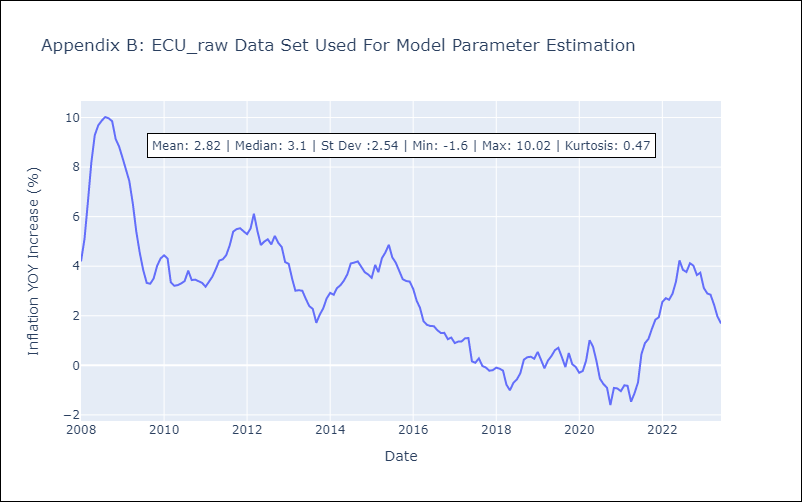 Appendix B: ECU_raw Data Set Used For Model Parameter Estimation
Mean: 2.82 | Median: 3.1 | St Dev :2.54 | Min: -1.6 | Max: 10.02 | Kurtosis: 0.47
Inflation YOY Increase (%)
10
8
6
4
2
0
−2
2008 2010 2012 2014 2016 2018 2020 2022
Date